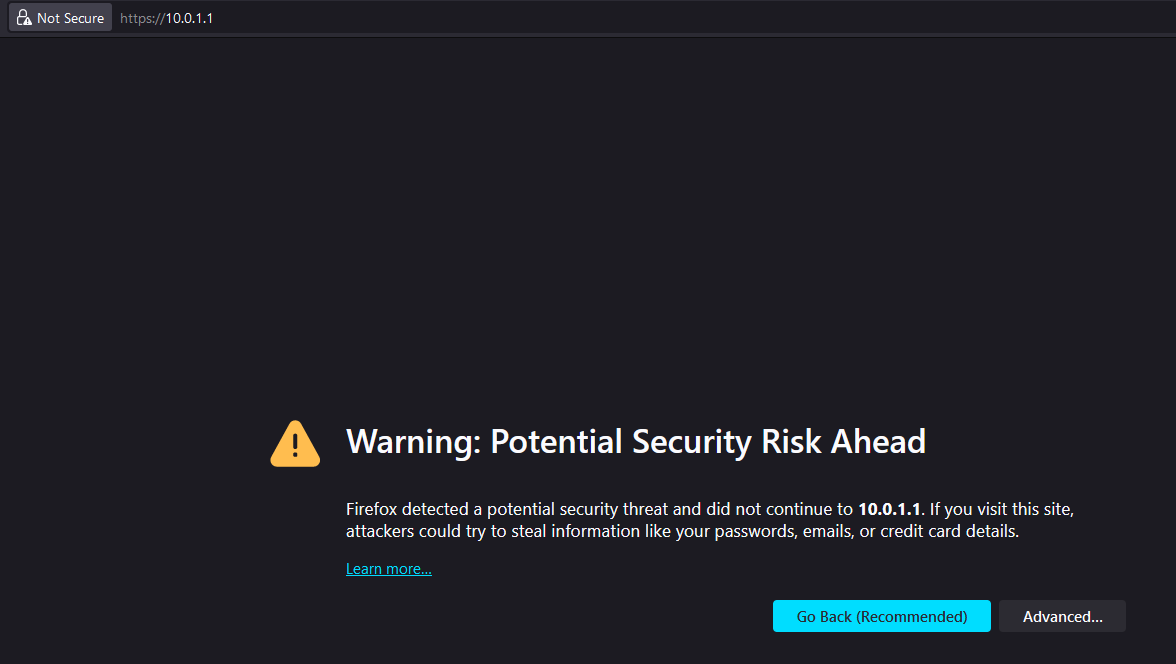 Not Secure https://10.0.1.1
Warning: Potential Security Risk Ahead
Firefox detected a potential security threat and did not continue to 10.0.1.1. If you visit this site,
attackers could try to steal information like your passwords, emails, or credit card details.
Learn more...
Go Back (Recommended) Advanced...